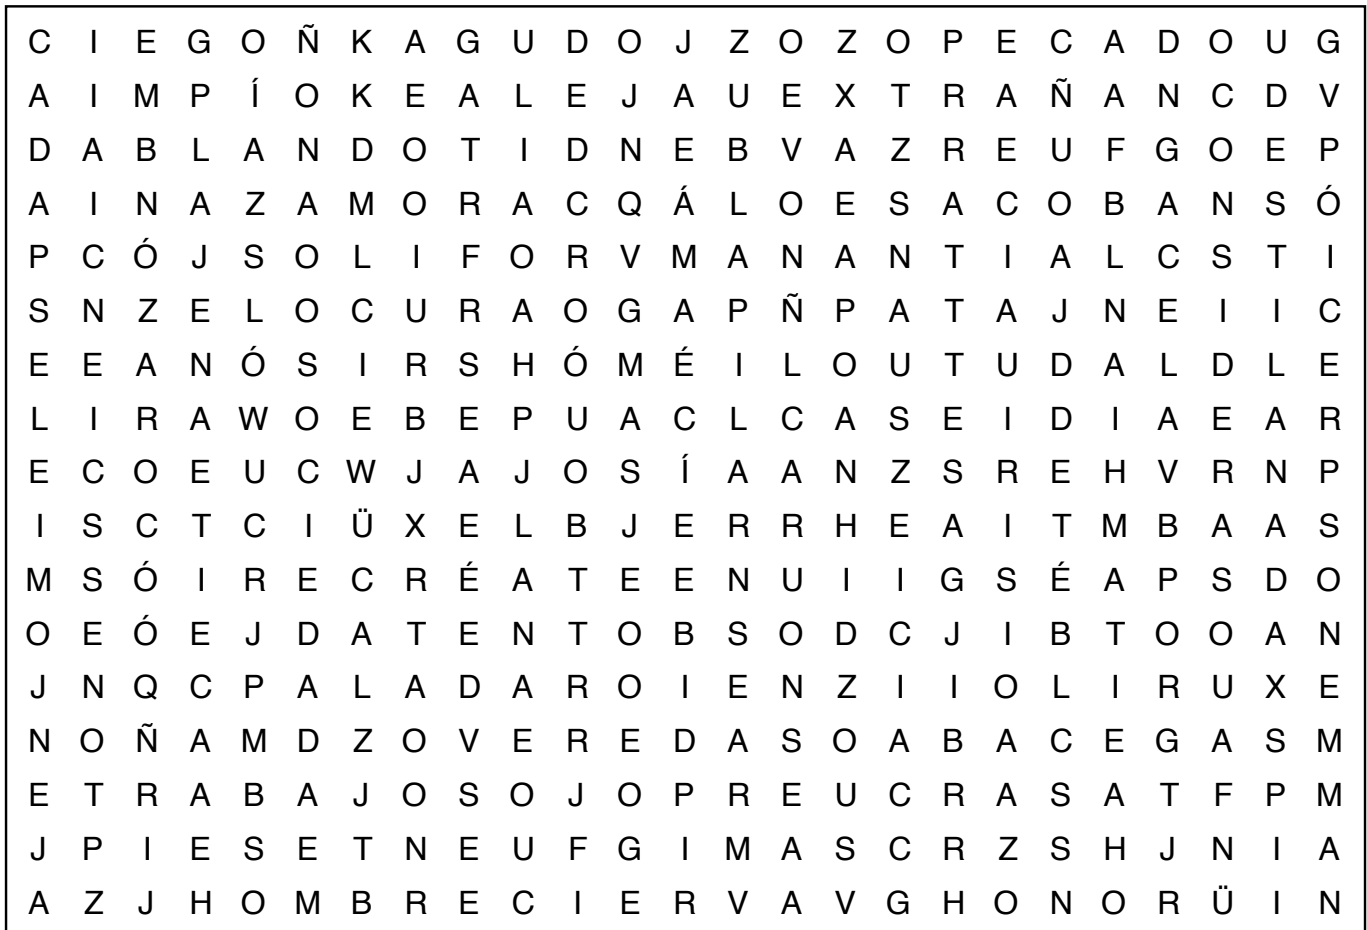 C I E G O Ñ K A G U D O J Z O Z O P E C A D O U G
A I M P Í O K E A L E J A U E X T R A Ñ A N C D V
D A B L A N D O T I D N E B V A Z R E U F G O E P
A I N A Z A M O R A C Q Á L O E S A C O B A N S Ó
P C Ó J S O L I F O R V M A N A N T I A L C S T I
S N Z E L O C U R A O G A P Ñ P A T A J N E I I C
E E A N Ó S I R S H Ó M É I L O U T U D A L D L E
L I R A W O E B E P U A C L C A S E I D I A E A R
E C O E U C W J A J O S Í A A N Z S R E H V R N P
I S C T C I Ü X E L B J E R R H E A I T M B A A S
M S Ó I R E C R É A T E E N U I I G S É A P S D O
O E Ó E J D A T E N T O B S O D C J I B T O O A N
J N Q C P A L A D A R O I E N Z I I O L I R U X E
N O Ñ A M D Z O V E R E D A S O A B A C E G A S M
E T R A B A J O S O J O P R E U C R A S A T F P M
J P I E S E T N E U F G I M A S C R Z S H J N I A
A Z J H O M B R E C I E R V A V G H O N O R Ü I N